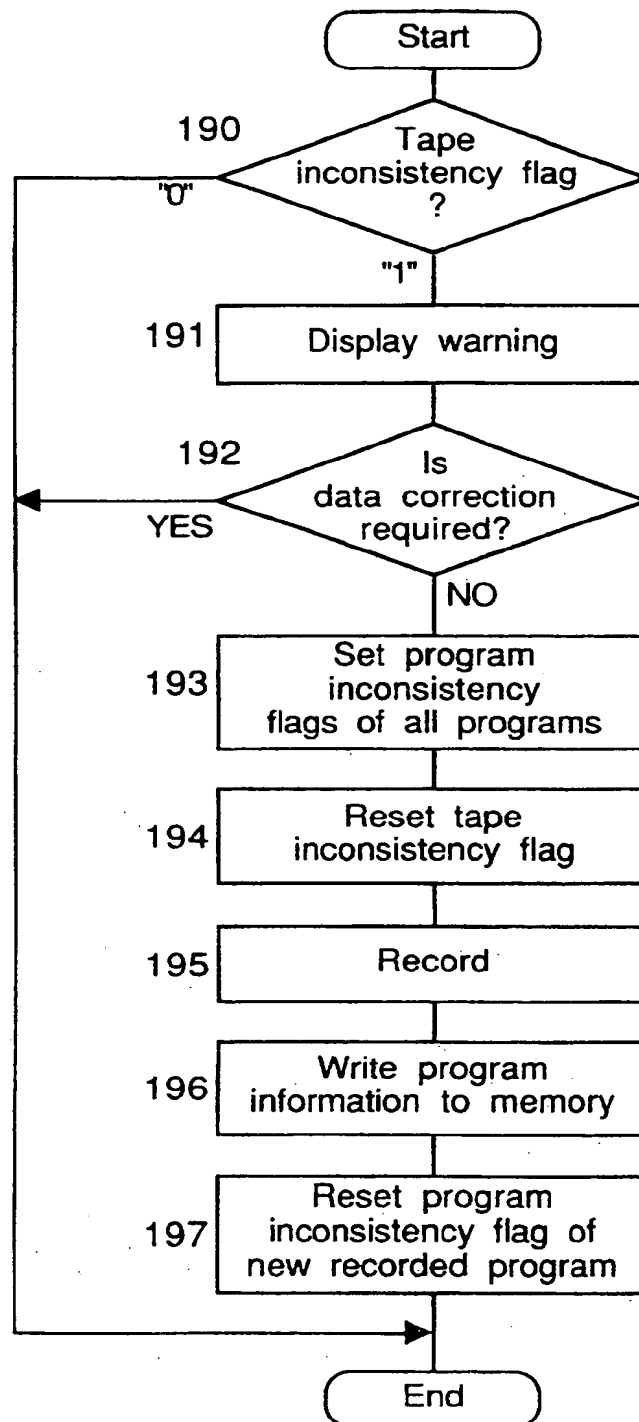 Start
190
Tape
inconsistency flag
?
"0"
"1"
191
Display warning
192
Is
data correction
required?
YES
NO
193
Set program
inconsistency
flags of all programs
194
Reset tape
inconsistency flag
195
Record
196
Write program
information to memory
197
Reset program
inconsistency flag of
new recorded program
End